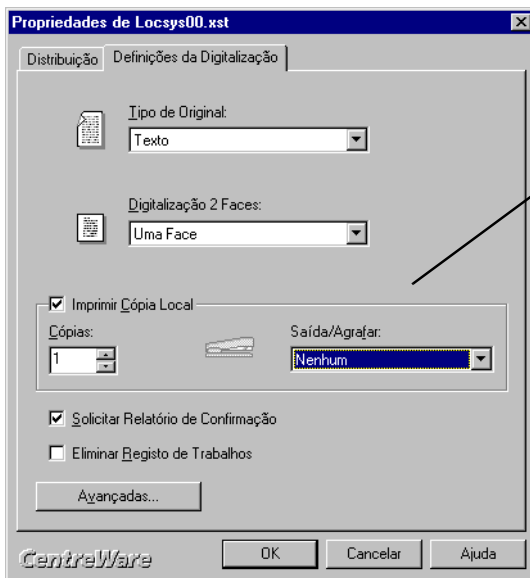 Propriedades de Locsys00.xst
Distribuição Definições da Digitalização
Tipo de Original:
Texto
Digitalização 2 Faces:
Uma Face
Imprimir Cópia Local
Cópias: Saída/Agrafar:
1 Nenhum
Solicitar Relatório de Confirmação
Eliminar Registo de Trabalhos
Avançadas...
CentreWare OK Cancelar Ajuda